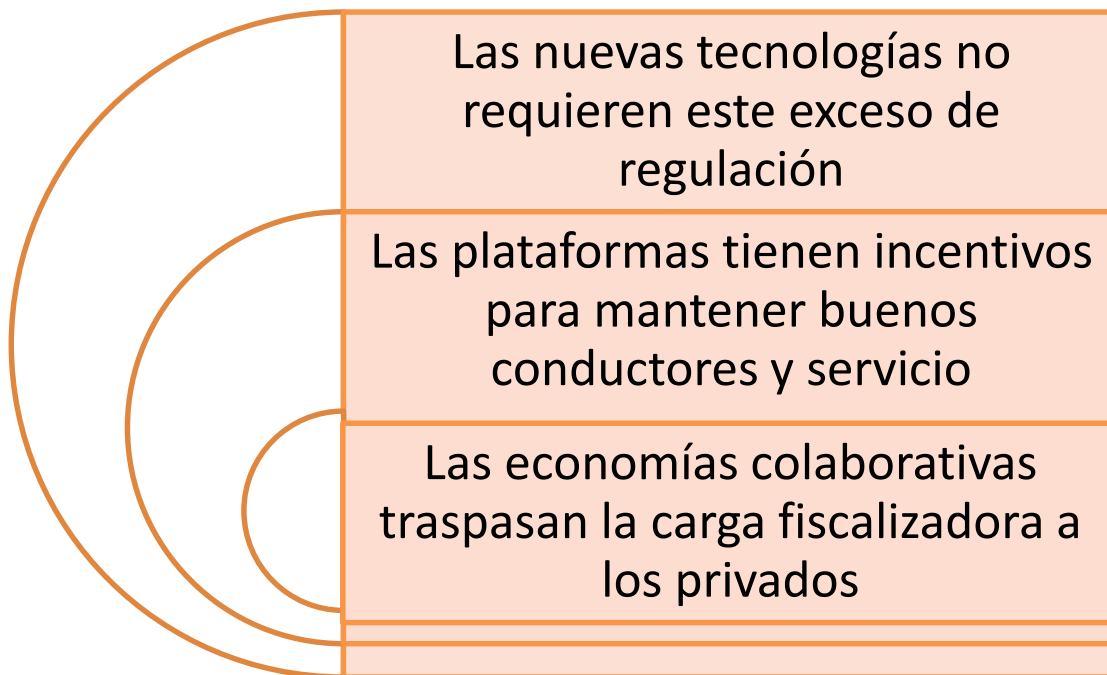 Las nuevas tecnologías no
requieren este exceso de
regulación
Las plataformas tienen incentivos
para mantener buenos
conductores y servicio
Las economías colaborativas
traspasan la carga fiscalizadora a
los privados